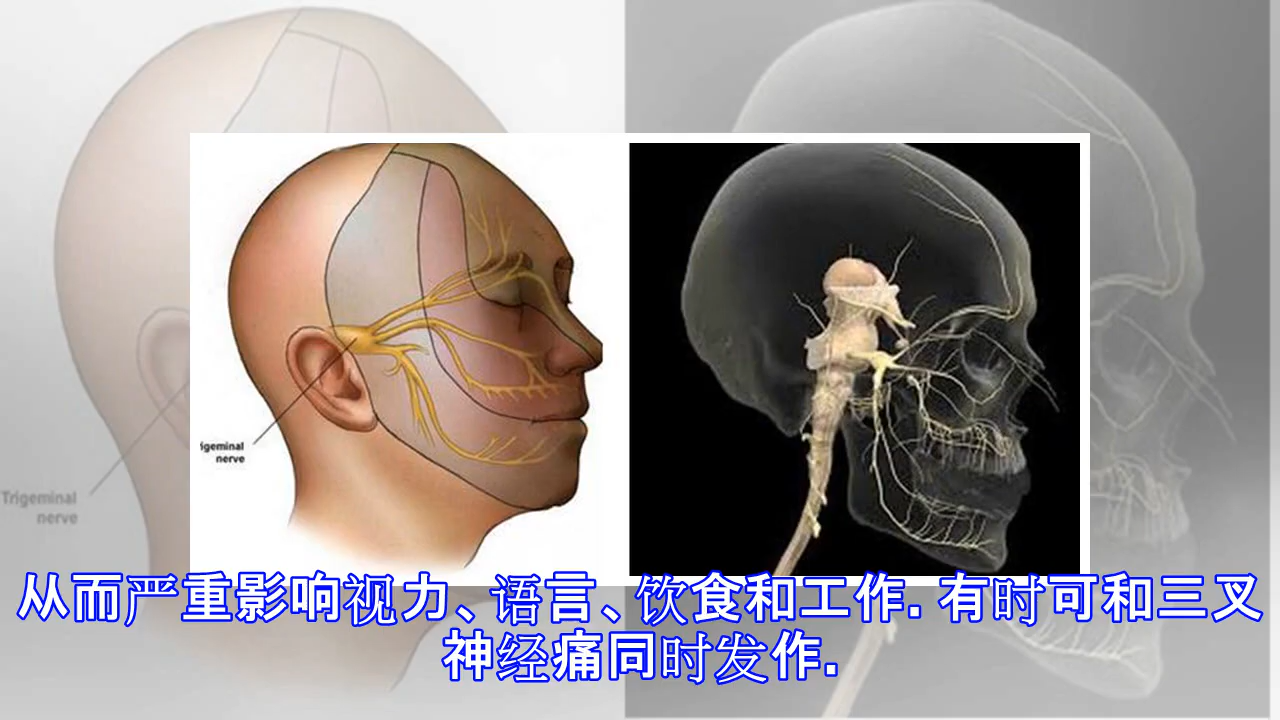 igeminal
nerve
Trigeminal
nerve
从而严重影响视力、语言、饮食和工作. 有时可和三叉
神经痛同时发作.